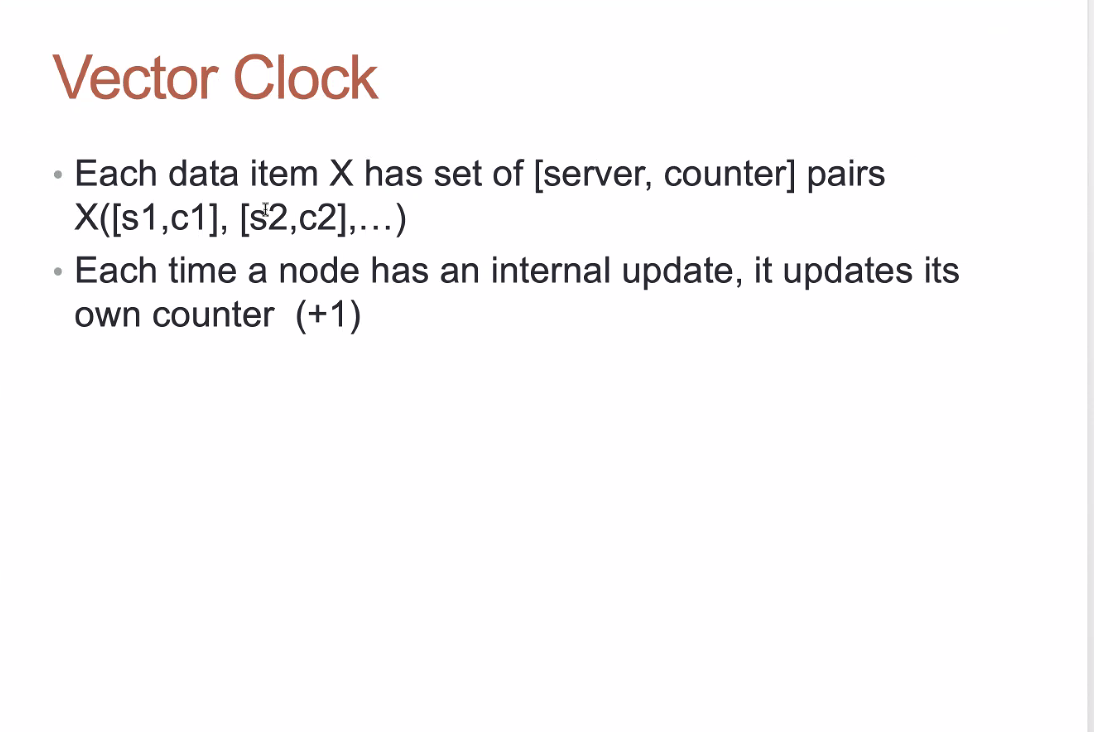 Vector Clock
• Each data item X has set of [server, counter] pairs
X([s1,c1], [s2,c2],…)
• Each time a node has an internal update, it updates its
own counter  (+1)